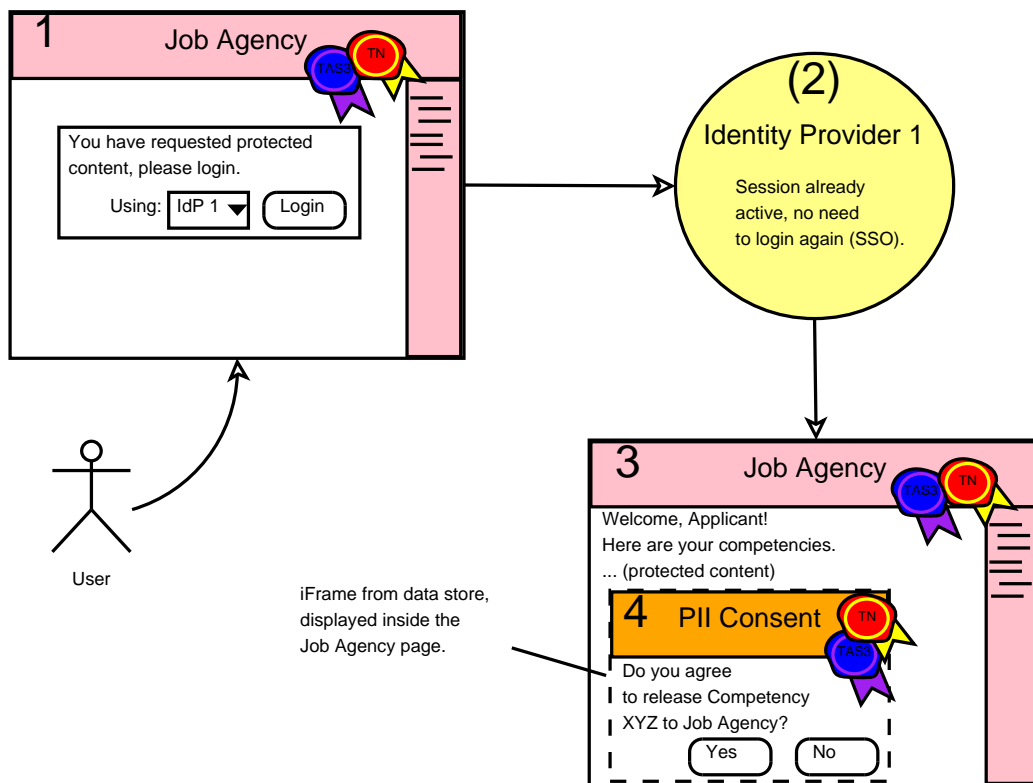 1
Job Agency
TAS3
TN
You have requested protected
content, please login.
Using: IdP 1 Login
(2)
Identity Provider 1
Session already
active, no need
to login again (SSO).
User
3
Job Agency
TAS3
TN
Welcome, Applicant!
Here are your competencies.
... (protected content)
iFrame from data store,
displayed inside the
Job Agency page.
4
PII Consent
TN
TAS3
Do you agree
to release Competency
XYZ to Job Agency?
Yes No